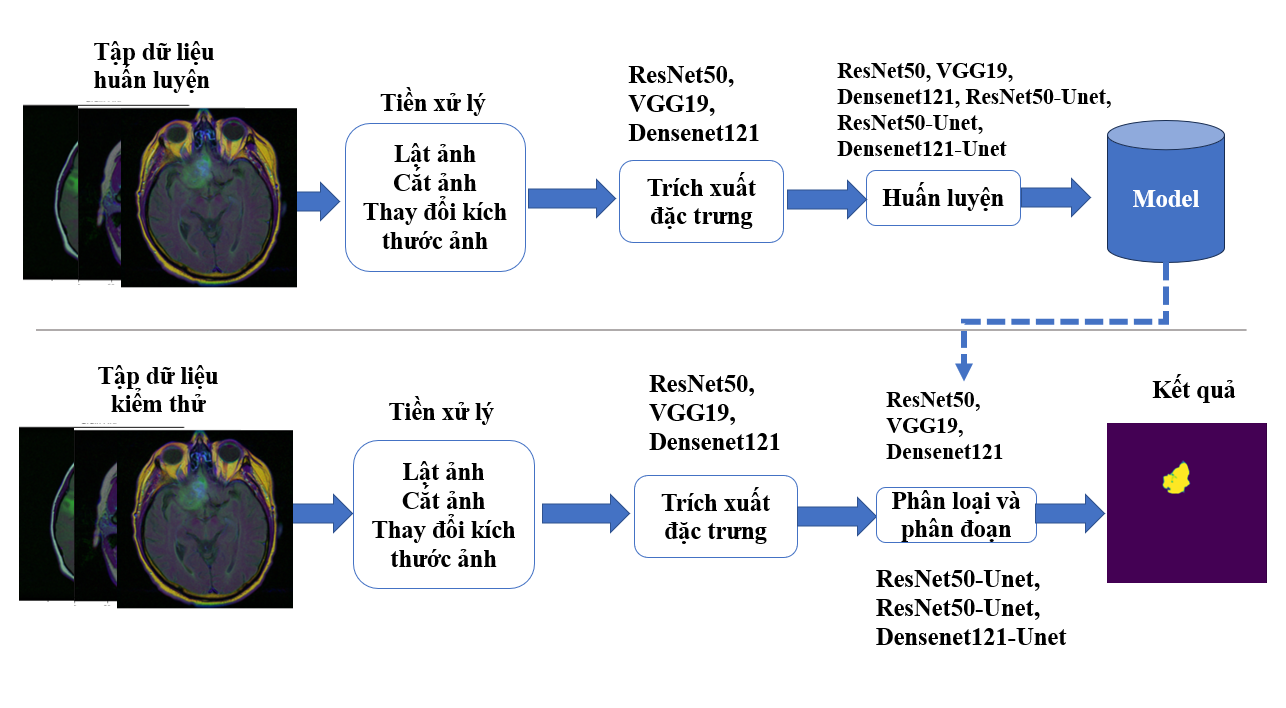 Tập dữ liệu
huấn luyện
Tiền xử lý
Lật ảnh
Cắt ảnh
Thay đổi kích
thước ảnh
ResNet50,
VGG19,
Densenet121
Trích xuất
đặc trưng
ResNet50, VGG19,
Densenet121, ResNet50-Unet,
ResNet50-Unet,
Densenet121-Unet
Huấn luyện
Model
Tập dữ liệu
kiểm thử
Tiền xử lý
Lật ảnh
Cắt ảnh
Thay đổi kích
thước ảnh
ResNet50,
VGG19,
Densenet121
Trích xuất
đặc trưng
ResNet50,
VGG19,
Densenet121
Phân loại và
phân đoạn
ResNet50-Unet,
ResNet50-Unet,
Densenet121-Unet
Kết quả